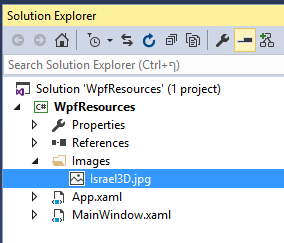 Solution Explorer
Search Solution Explorer (Ctrl+ף)
Solution 'WpfResources' (1 project)
C# WpfResources
Properties
References
Images
Israel3D.jpg
App.xaml
MainWindow.xaml